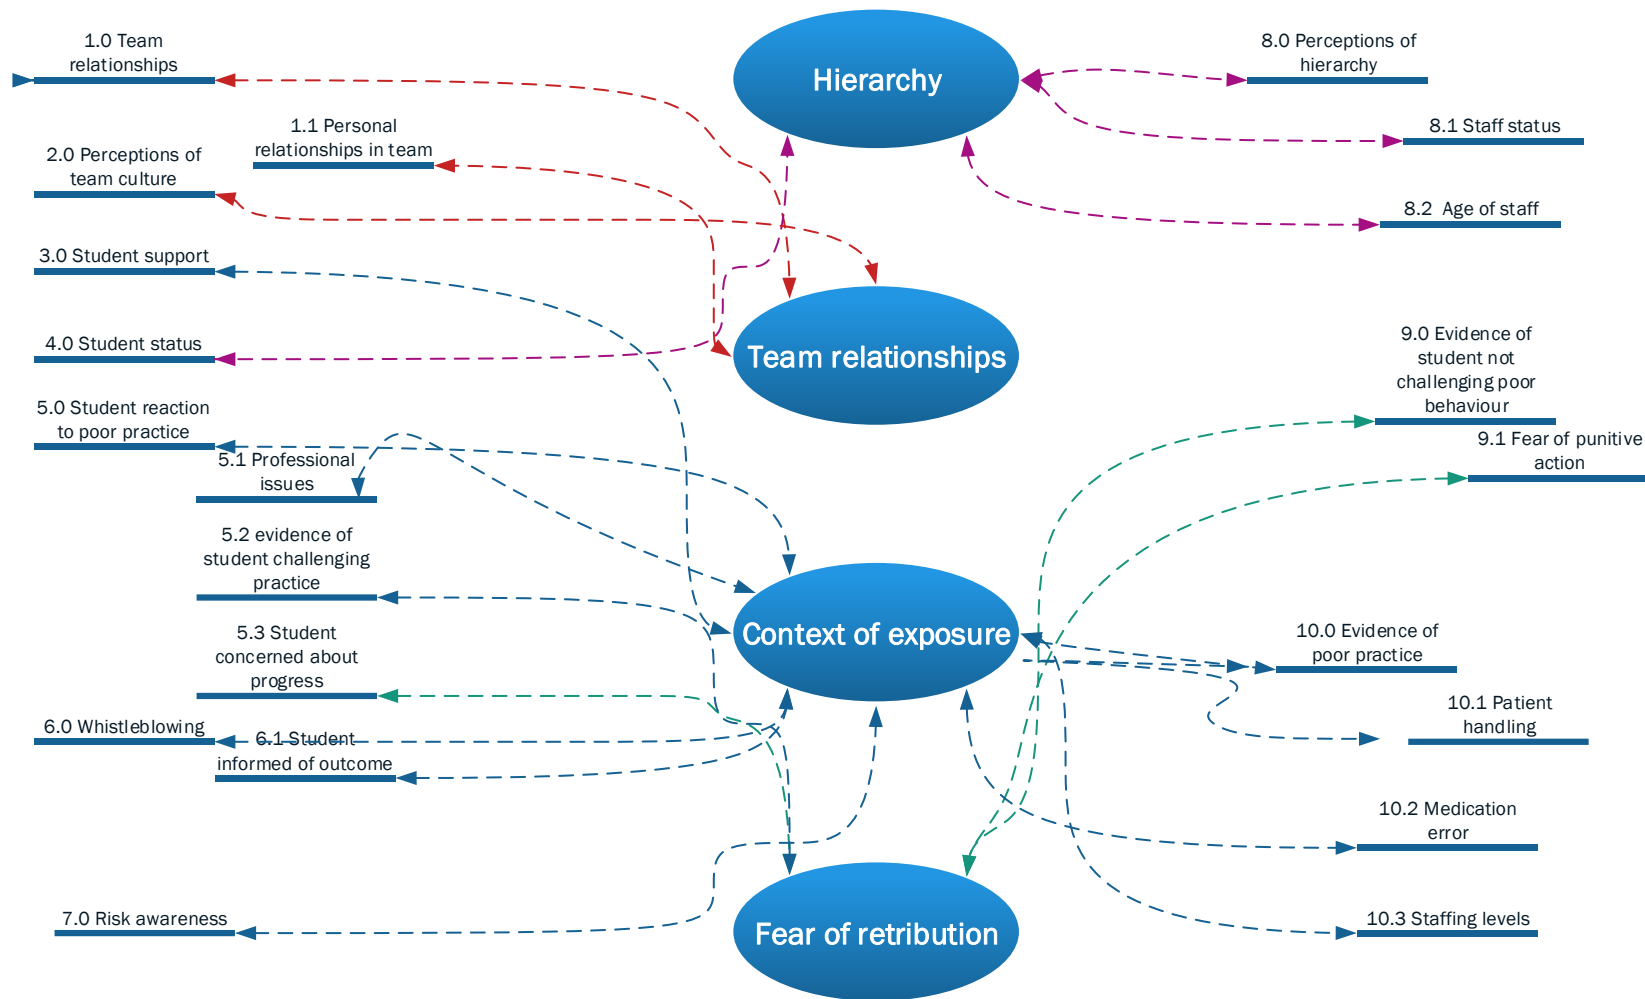 1.0 Team
relationships
1.1 Personal
relationships in team
2.0 Perceptions of
team culture
3.0 Student support
4.0 Student status
5.0 Student reaction
to poor practice
5.1 Professional
issues
5.2 evidence of
student challenging
practice
5.3 Student
concerned about
progress
6.0 Whistleblowing
6.1 Student
informed of outcome
7.0 Risk awareness
Hierarchy
Team relationships
Context of exposure
Fear of retribution
8.0 Perceptions of
hierarchy
8.1 Staff status
8.2 Age of staff
9.0 Evidence of
student not
challenging poor
behaviour
9.1 Fear of punitive
action
10.0 Evidence of
poor practice
10.1 Patient
handling
10.2 Medication
error
10.3 Staffing levels